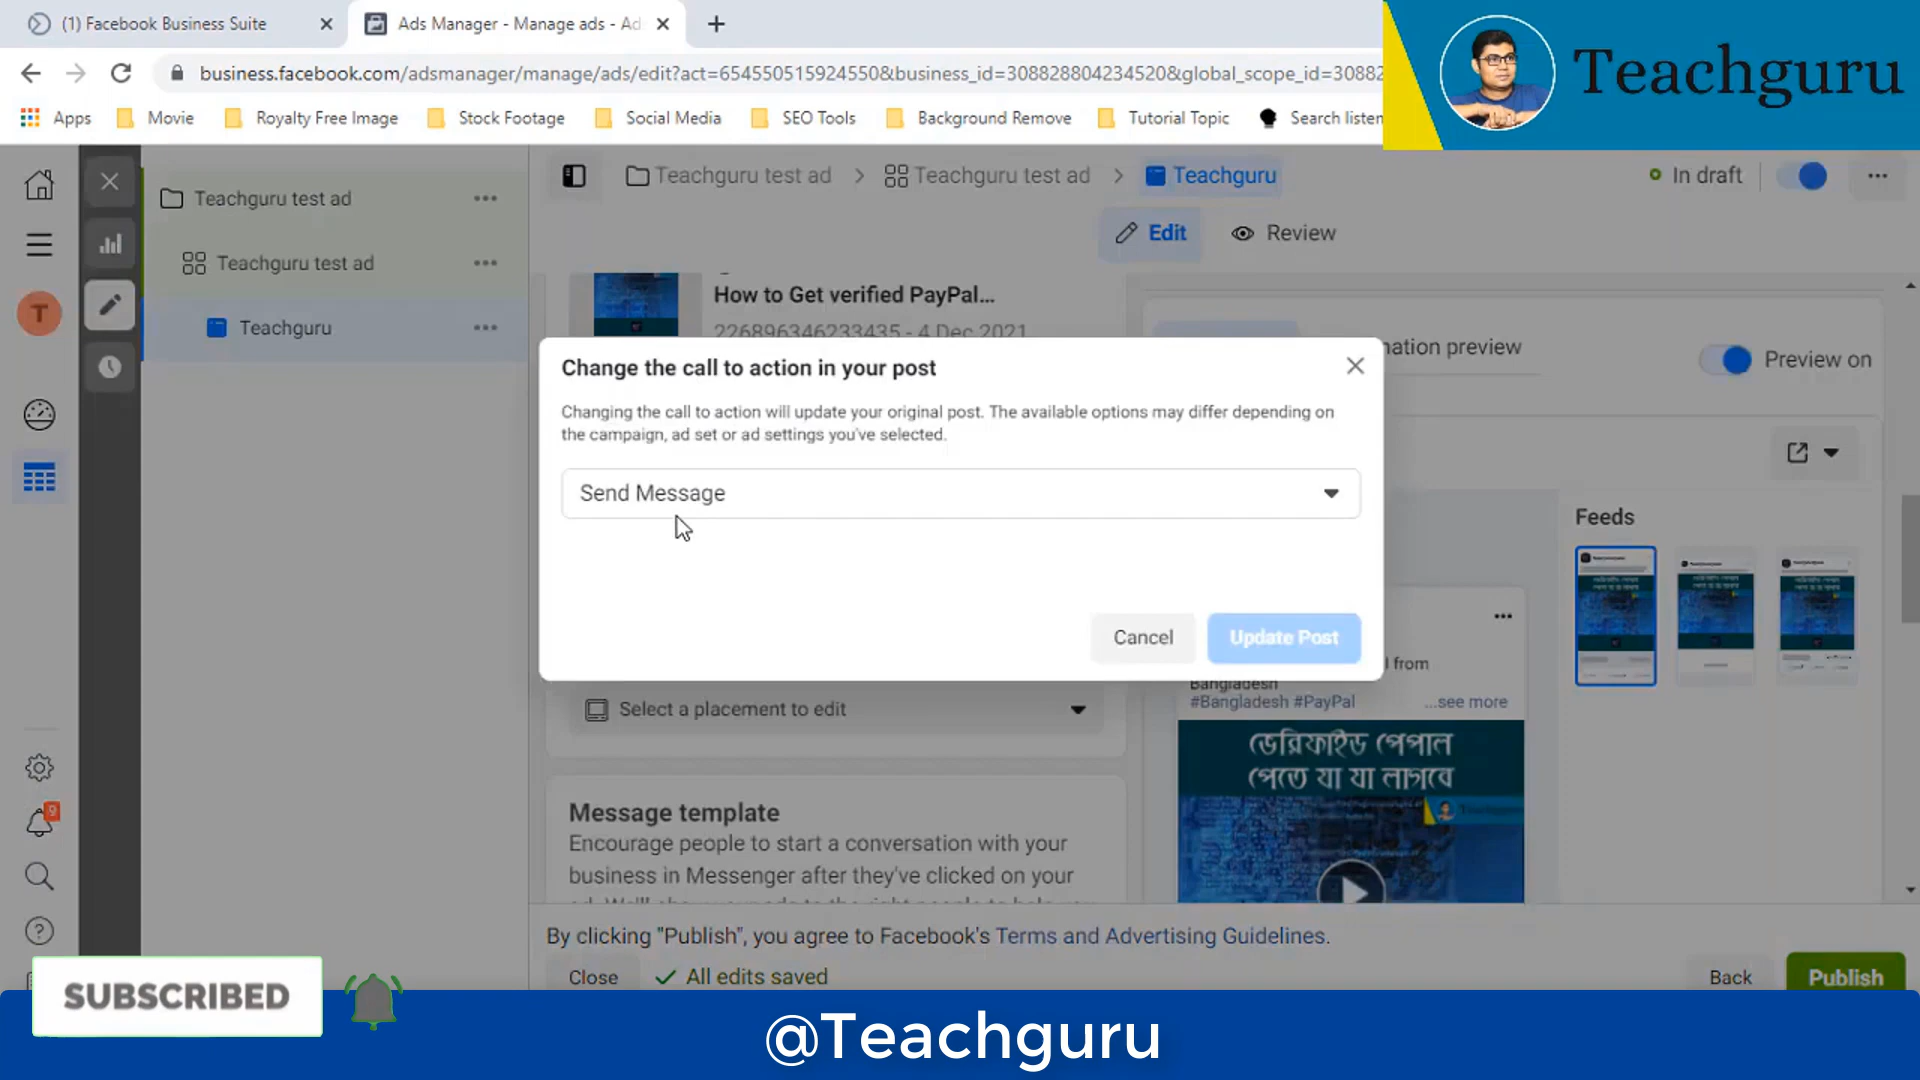 (1) Facebook Business Suite
Ads Manager - Manage ads - Ad
business.facebook.com/adsmanager/manage/ads/edit?act=654550515924550&business_id=308828804234520&global_scope_id=30882
Teachguru
Apps
Movie
Royalty Free Image
Stock Footage
Social Media
SEO Tools
Background Remove
Tutorial Topic
Search listen
Teachguru test ad
Teachguru test ad
Teachguru
Teachguru test ad
Teachguru test ad
Teachguru
In draft
Edit
Review
T
How to Get verified PayPal...
226896346233435 - 4 Dec 2021
Preview on
Change the call to action in your post
Changing the call to action will update your original post. The available options may differ depending on
the campaign, ad set or ad settings you've selected.
Send Message
Cancel
Update Post
Feeds
from
Bangladesh
#Bangladesh #PayPal
...see more
Select a placement to edit
ভেরিফাইড পেপাল
পেতে যা যা লাগবে
Message template
Encourage people to start a conversation with your
business in Messenger after they've clicked on your
9
By clicking "Publish", you agree to Facebook's Terms and Advertising Guidelines.
Close
All edits saved
Back
Publish
SUBSCRIBED
@Teachguru